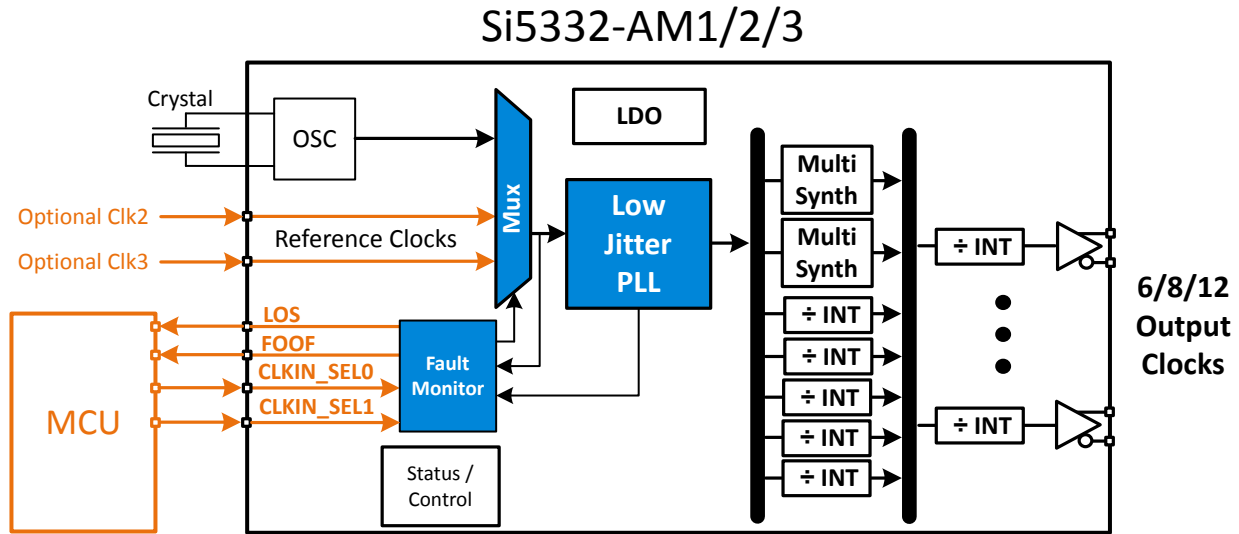 Si5332-AM1/2/3
Crystal
OSC
LDO
Mux
Multi
Synth
Low
Jitter
PLL
Optional Clk2
Reference Clocks
Optional Clk3
Multi
Synth
÷ INT
÷ INT
÷ INT
÷ INT
÷ INT
÷ INT
÷ INT
6/8/12
Output
Clocks
LOS
FOOF
CLKIN_SEL0
CLKIN_SEL1
Fault
Monitor
MCU
Status /
Control